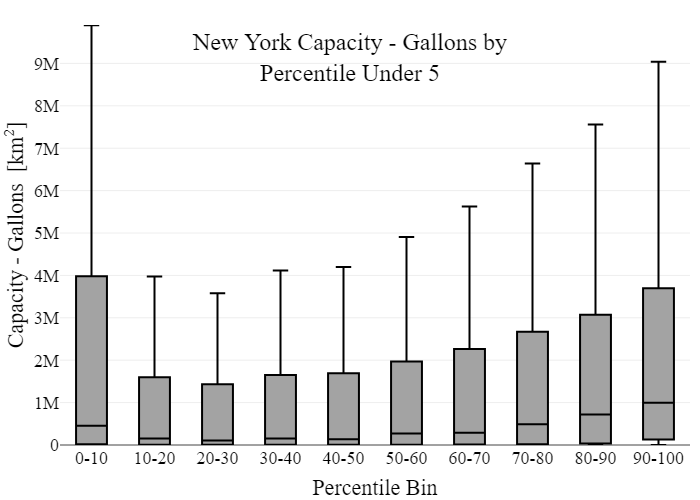 New York Capacity - Gallons by
Percentile Under 5
Capacity - Gallons [km²]
9M
8M
7M
6M
5M
4M
3M
2M
1M
0
0-10 10-20 20-30 30-40 40-50 50-60 60-70 70-80 80-90 90-100
Percentile Bin